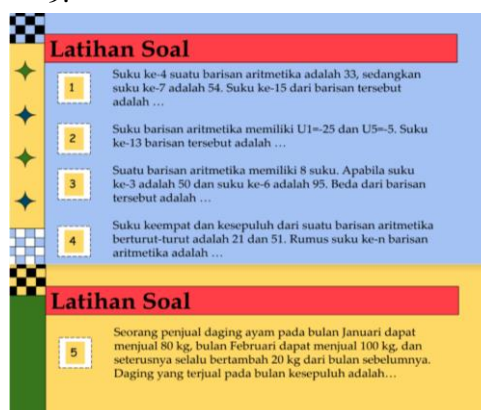 Latihan Soal
1
Suku ke-4 suatu barisan aritmetika adalah 33, sedangkan
suku ke-7 adalah 54. Suku ke-15 dari barisan tersebut
adalah …
2
Suku barisan aritmetika memiliki U1=-25 dan U5=-5. Suku
ke-13 barisan tersebut adalah …
3
Suatu barisan aritmetika memiliki 8 suku. Apabila suku
ke-3 adalah 50 dan suku ke-6 adalah 95. Beda dari barisan
tersebut adalah …
4
Suku keempat dan kesepuluh dari suatu barisan aritmetika
berturut-turut adalah 21 dan 51. Rumus suku ke-n barisan
aritmetika adalah …
Latihan Soal
5
Seorang penjual daging ayam pada bulan Januari dapat
menjual 80 kg, bulan Februari dapat menjual 100 kg, dan
seterusnya selalu bertambah 20 kg dari bulan sebelumnya.
Daging yang terjual pada bulan kesepuluh adalah…